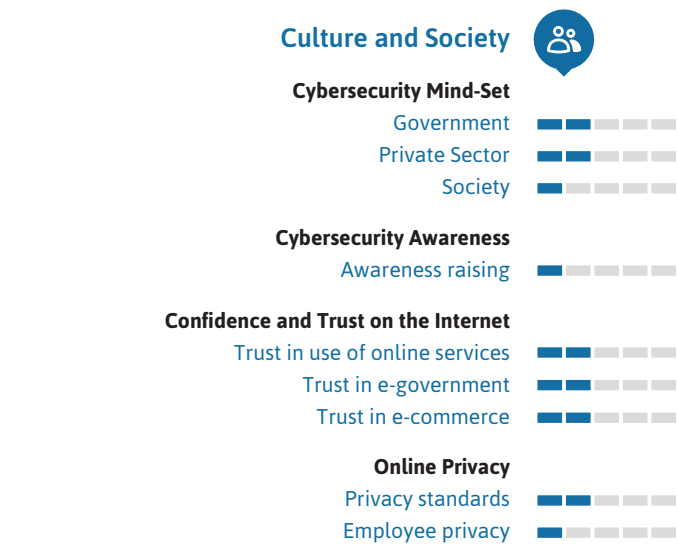 Culture and Society
Cybersecurity Mind-Set
Government
Private Sector
Society
Cybersecurity Awareness
Awareness raising
Confidence and Trust on the Internet
Trust in use of online services
Trust in e-government
Trust in e-commerce
Online Privacy
Privacy standards
Employee privacy